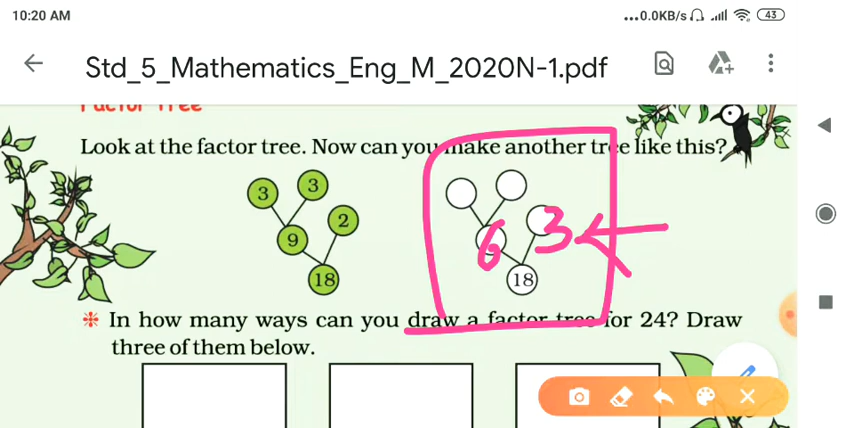 10:20 AM
...0.0KB/s 43
Std_5_Mathematics_Eng_M_2020N-1.pdf
Factor Tree
Look at the factor tree. Now can you make another tree like this?
3 3
2
9
18
6 3
18
❉ In how many ways can you draw a factor tree for 24? Draw
three of them below.